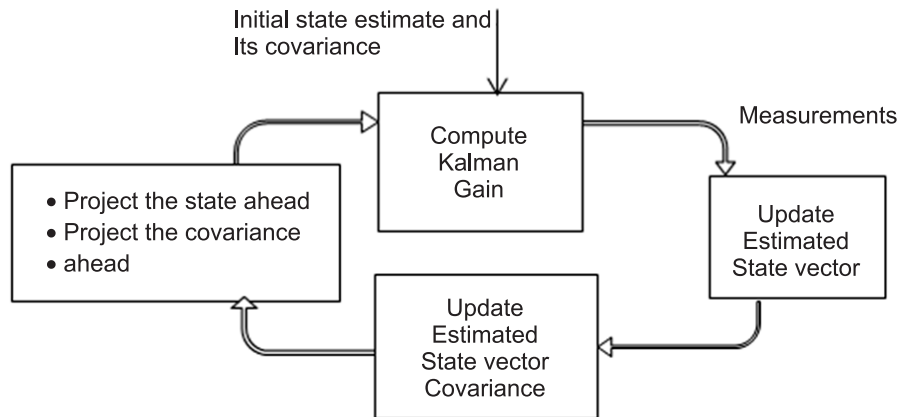 Initial state estimate and
Its covariance
Compute
Kalman
Gain
Measurements
• Project the state ahead
• Project the covariance
• ahead
Update
Estimated
State vector
Update
Estimated
State vector
Covariance